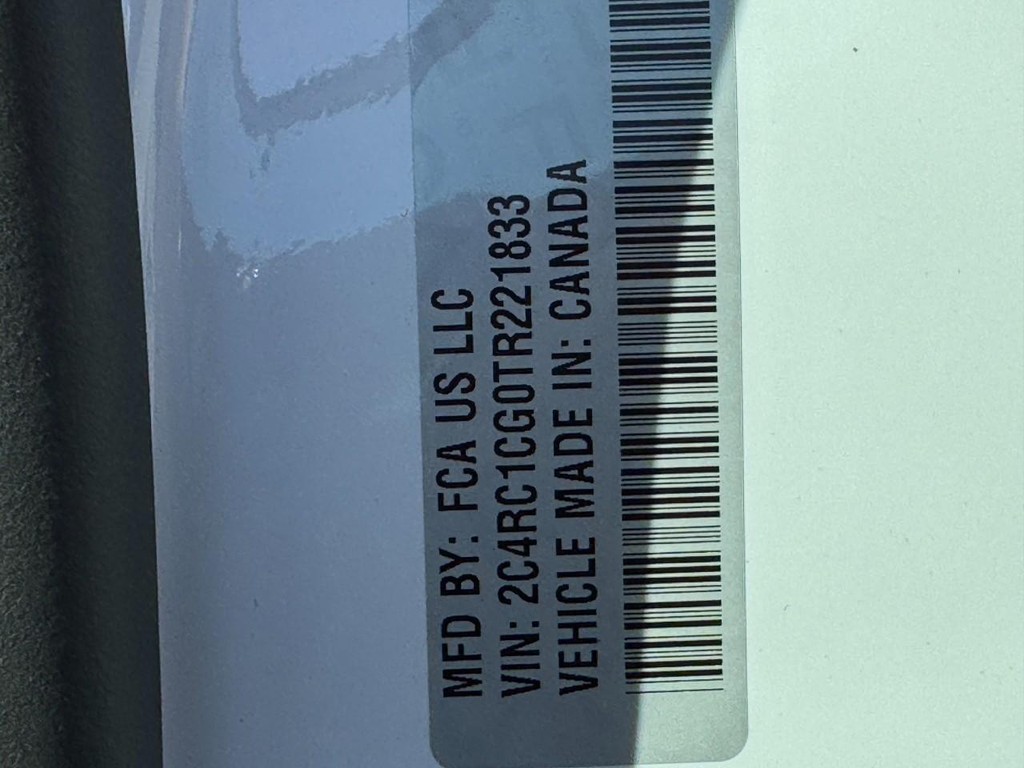 MFD BY: FCA US LLC
VIN: 2C4RC1CG0TR221833
VEHICLE MADE IN: CANADA